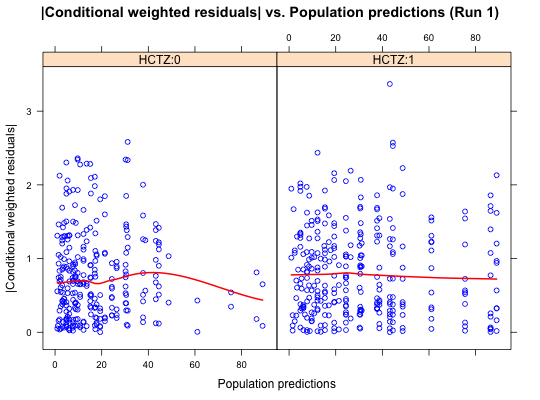 |Conditional weighted residuals| vs. Population predictions (Run 1)
0 20 40 60 80
HCTZ:0 HCTZ:1
3
2
1
0
|Conditional weighted residuals|
0 20 40 60 80
Population predictions